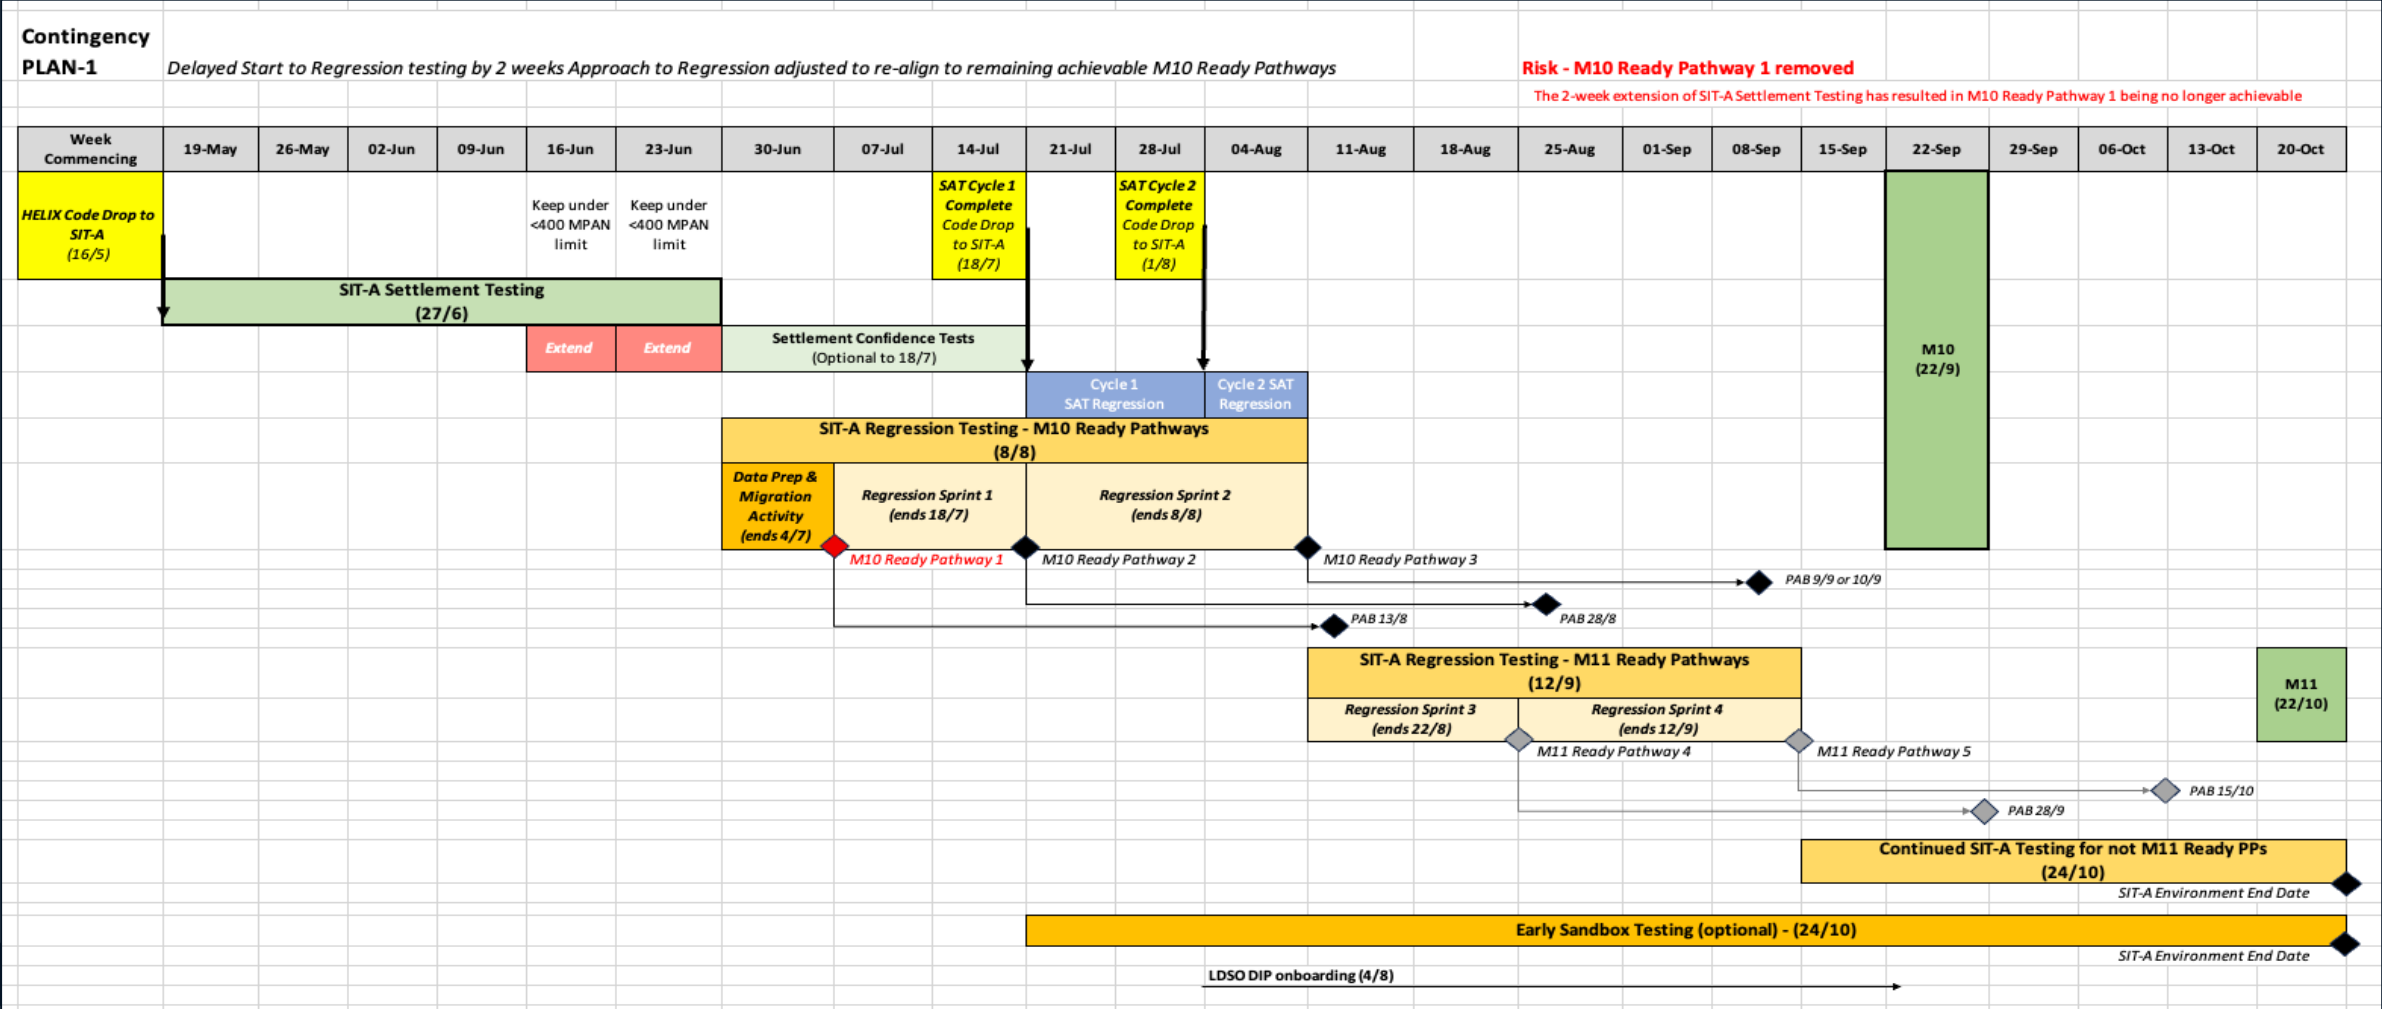 Contingency
PLAN-1
Delayed Start to Regression testing by 2 weeks Approach to Regression adjusted to re-align to remaining achievable M10 Ready Pathways
Risk - M10 Ready Pathway 1 removed
The 2-week extension of SIT-A Settlement Testing has resulted in M10 Ready Pathway 1 being no longer achievable
Week
Commencing
19-May
26-May
02-Jun
09-Jun
16-Jun
23-Jun
30-Jun
07-Jul
14-Jul
21-Jul
28-Jul
04-Aug
11-Aug
18-Aug
25-Aug
01-Sep
08-Sep
15-Sep
22-Sep
29-Sep
06-Oct
13-Oct
20-Oct
HELIX Code Drop to
SIT-A
(16/5)
Keep under
<400 MPAN
limit
Keep under
<400 MPAN
limit
SAT Cycle 1
Complete
Code Drop
to SIT-A
(18/7)
SAT Cycle 2
Complete
Code Drop
to SIT-A
(1/8)
SIT-A Settlement Testing
(27/6)
Extend
Extend
Settlement Confidence Tests
(Optional to 18/7)
M10
(22/9)
Cycle 1
SAT Regression
Cycle 2 SAT
Regression
SIT-A Regression Testing - M10 Ready Pathways
(8/8)
Data Prep &
Migration
Activity
(ends 4/7)
Regression Sprint 1
(ends 18/7)
Regression Sprint 2
(ends 8/8)
M10 Ready Pathway 1
M10 Ready Pathway 2
M10 Ready Pathway 3
PAB 9/9 or 10/9
PAB 13/8
PAB 28/8
SIT-A Regression Testing - M11 Ready Pathways
(12/9)
M11
(22/10)
Regression Sprint 3
(ends 22/8)
Regression Sprint 4
(ends 12/9)
M11 Ready Pathway 4
M11 Ready Pathway 5
PAB 15/10
PAB 28/9
Continued SIT-A Testing for not M11 Ready PPs
(24/10)
SIT-A Environment End Date
Early Sandbox Testing (optional) - (24/10)
SIT-A Environment End Date
LDSO DIP onboarding (4/8)